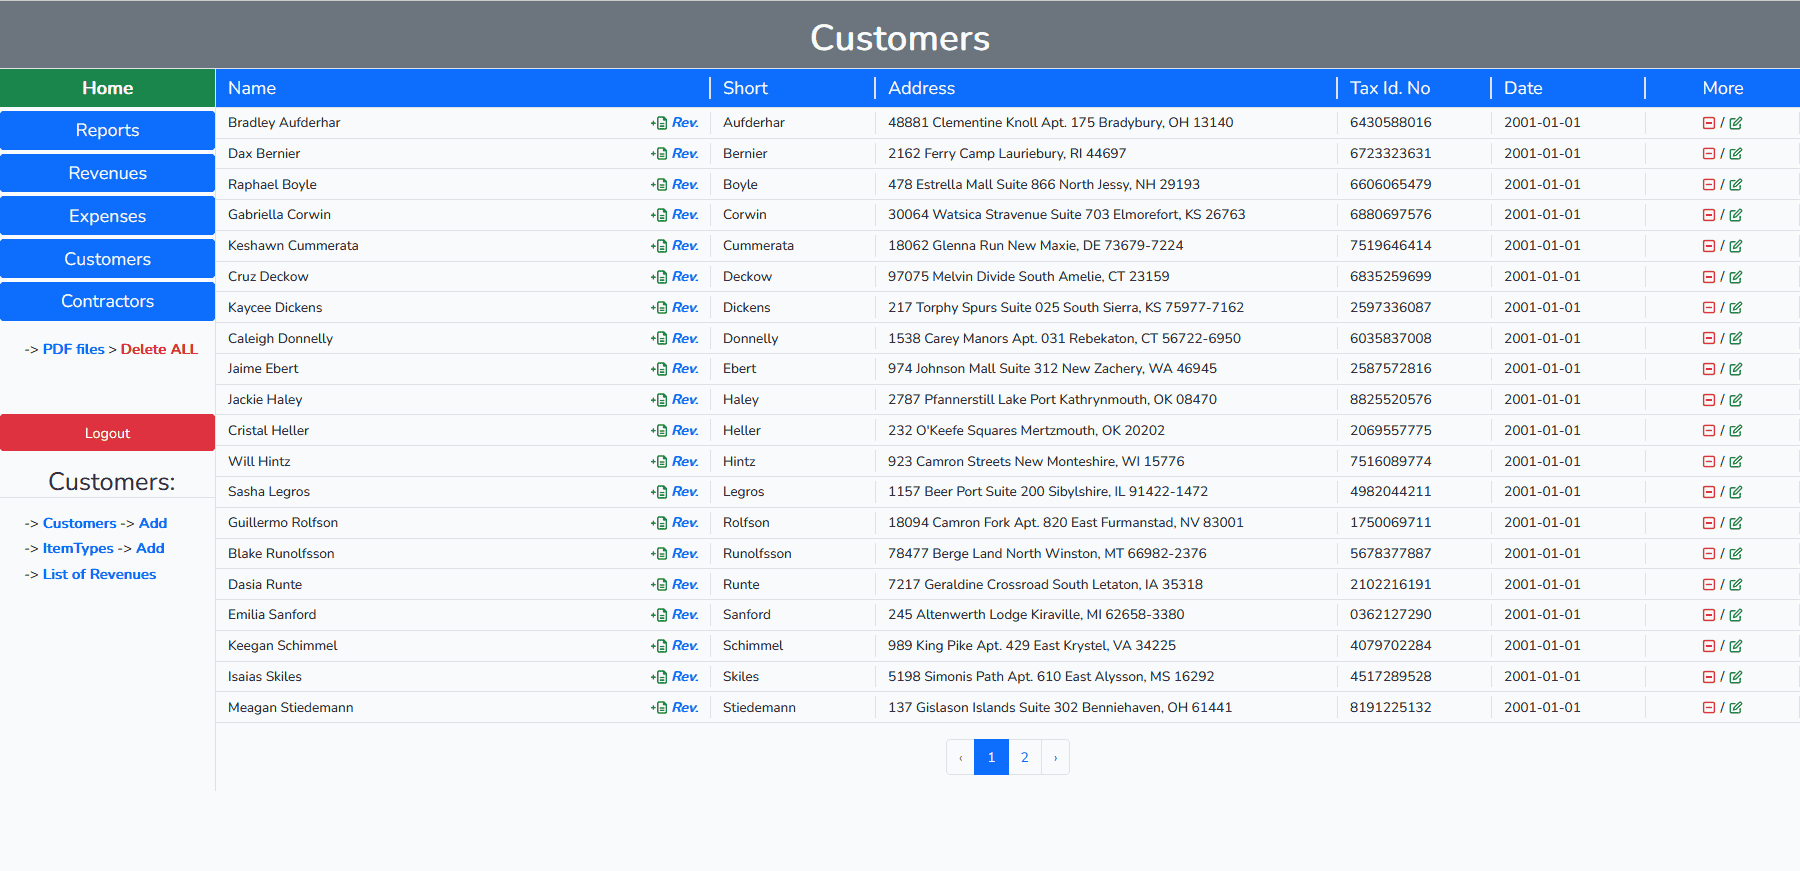 Customers
Home
Reports
Revenues
Expenses
Customers
Contractors
-> PDF files > Delete ALL
Logout
Customers:
-> Customers -> Add
-> ItemTypes -> Add
-> List of Revenues
Name Short Address Tax Id. No Date More
Bradley Aufderhar + Rev. Aufderhar 48881 Clementine Knoll Apt. 175 Bradybury, OH 13140 6430588016 2001-01-01 /
Dax Bernier + Rev. Bernier 2162 Ferry Camp Lauriebury, RI 44697 6723323631 2001-01-01 /
Raphael Boyle + Rev. Boyle 478 Estrella Mall Suite 866 North Jessy, NH 29193 6606065479 2001-01-01 /
Gabriella Corwin + Rev. Corwin 30064 Watsica Stravenue Suite 703 Elmorefort, KS 26763 6880697576 2001-01-01 /
Keshawn Cummerata + Rev. Cummerata 18062 Glenna Run New Maxie, DE 73679-7224 7519646414 2001-01-01 /
Cruz Deckow + Rev. Deckow 97075 Melvin Divide South Amelie, CT 23159 6835259699 2001-01-01 /
Kaycee Dickens + Rev. Dickens 217 Torphy Spurs Suite 025 South Sierra, KS 75977-7162 2597336087 2001-01-01 /
Caleigh Donnelly + Rev. Donnelly 1538 Carey Manors Apt. 031 Rebekaton, CT 56722-6950 6035837008 2001-01-01 /
Jaime Ebert + Rev. Ebert 974 Johnson Mall Suite 312 New Zachery, WA 46945 2587572816 2001-01-01 /
Jackie Haley + Rev. Haley 2787 Pfannerstill Lake Port Kathrynmouth, OK 08470 8825520576 2001-01-01 /
Cristal Heller + Rev. Heller 232 O'Keefe Squares Mertzmouth, OK 20202 2069557775 2001-01-01 /
Will Hintz + Rev. Hintz 923 Camron Streets New Monteshire, WI 15776 7516089774 2001-01-01 /
Sasha Legros + Rev. Legros 1157 Beer Port Suite 200 Sibylshire, IL 91422-1472 4982044211 2001-01-01 /
Guillermo Rolfson + Rev. Rolfson 18094 Camron Fork Apt. 820 East Furmanstad, NV 83001 1750069711 2001-01-01 /
Blake Runolfsson + Rev. Runolfsson 78477 Berge Land North Winston, MT 66982-2376 5678377887 2001-01-01 /
Dasia Runte + Rev. Runte 7217 Geraldine Crossroad South Letaton, IA 35318 2102216191 2001-01-01 /
Emilia Sanford + Rev. Sanford 245 Altenwerth Lodge Kiraville, MI 62658-3380 0362127290 2001-01-01 /
Keegan Schimmel + Rev. Schimmel 989 King Pike Apt. 429 East Krystel, VA 34225 4079702284 2001-01-01 /
Isaias Skiles + Rev. Skiles 5198 Simonis Path Apt. 610 East Alysson, MS 16292 4517289528 2001-01-01 /
Meagan Stiedemann + Rev. Stiedemann 137 Gislason Islands Suite 302 Benniehaven, OH 61441 8191225132 2001-01-01 /
‹ 1 2 ›